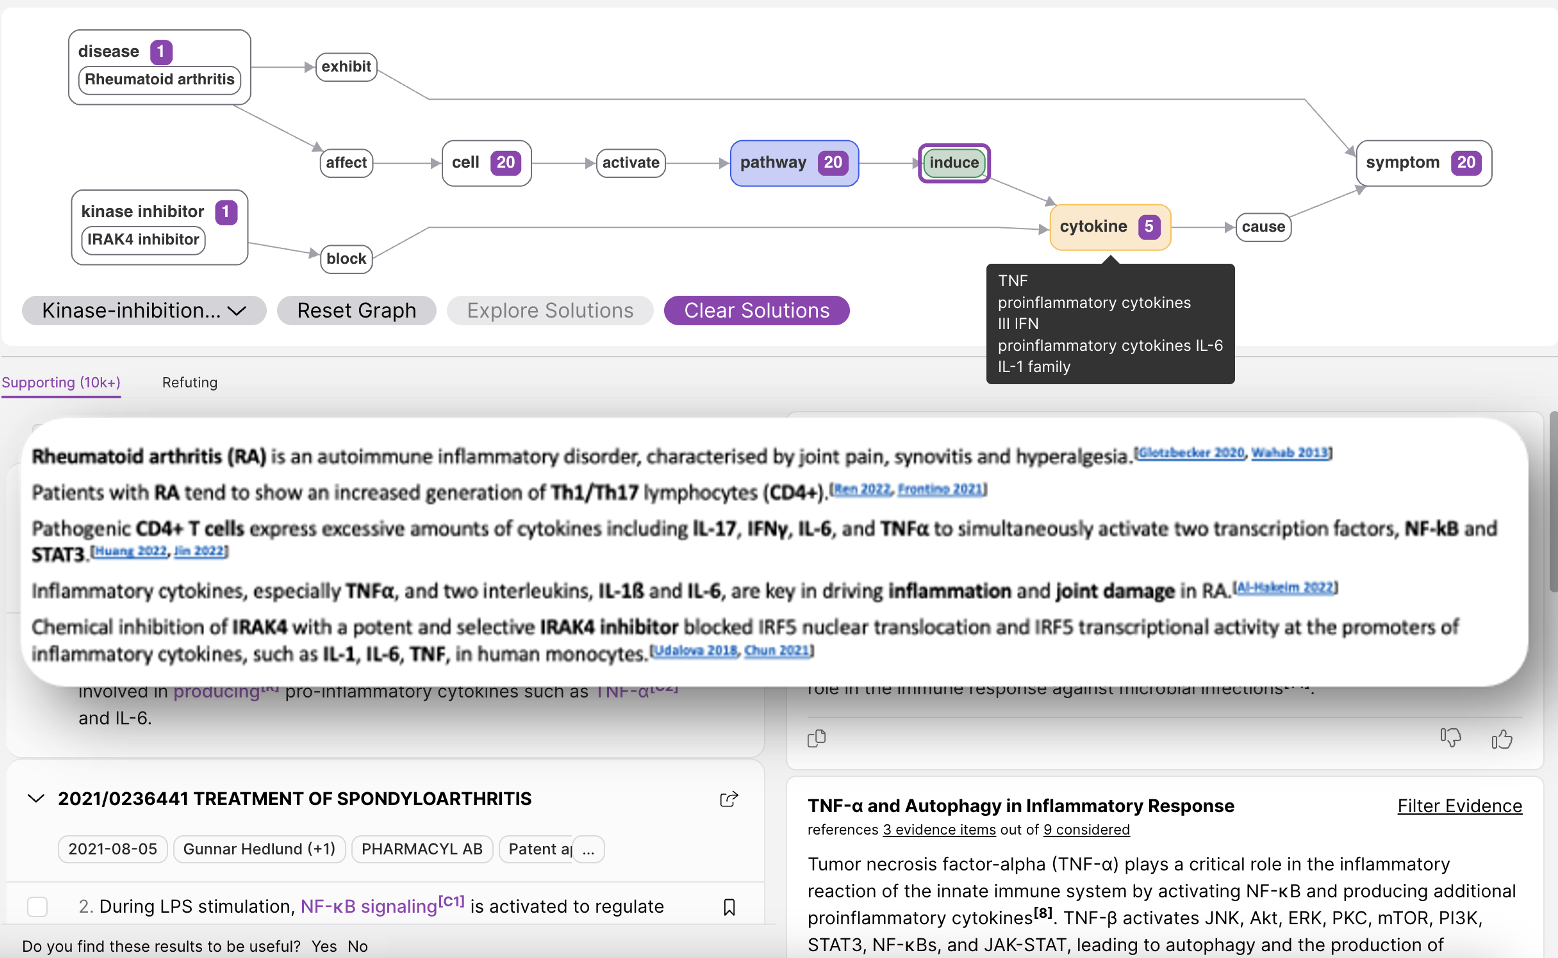 disease 1
Rheumatoid arthritis
exhibit
affect
cell 20
activate
pathway 20
induce
symptom 20
kinase inhibitor 1
IRAK4 inhibitor
block
cytokine 5
cause
TNF
proinflammatory cytokines
III IFN
proinflammatory cytokines IL-6
IL-1 family
Kinase-inhibition...
Reset Graph
Explore Solutions
Clear Solutions
Supporting (10k+)
Refuting
Rheumatoid arthritis (RA) is an autoimmune inflammatory disorder, characterised by joint pain, synovitis and hyperalgesia.[Glotzbecker 2020, Wahab 2013]
Patients with RA tend to show an increased generation of Th1/Th17 lymphocytes (CD4+).[Ren 2022, Frontino 2021]
Pathogenic CD4+ T cells express excessive amounts of cytokines including IL-17, IFNγ, IL-6, and TNFα to simultaneously activate two transcription factors, NF-kB and
STAT3.[Huang 2022, Jin 2022]
Inflammatory cytokines, especially TNFα, and two interleukins, IL-1ß and IL-6, are key in driving inflammation and joint damage in RA.[Al-Hakeim 2022]
Chemical inhibition of IRAK4 with a potent and selective IRAK4 inhibitor blocked IRF5 nuclear translocation and IRF5 transcriptional activity at the promoters of
inflammatory cytokines, such as IL-1, IL-6, TNF, in human monocytes.[Udalova 2018, Chun 2021]
involved in producing[R] pro-inflammatory cytokines such as TNF-α[C2]
and IL-6.
role in the immune response against microbial infections
2021/0236441 TREATMENT OF SPONDYLOARTHRITIS
2021-08-05
Gunnar Hedlund (+1)
PHARMACYL AB
Patent a
...
2. During LPS stimulation, NF-κB signaling[C1] is activated to regulate
Do you find these results to be useful? Yes No
TNF-α and Autophagy in Inflammatory Response
Filter Evidence
references 3 evidence items out of 9 considered
Tumor necrosis factor-alpha (TNF-α) plays a critical role in the inflammatory
reaction of the innate immune system by activating NF-κB and producing additional
proinflammatory cytokines[8]. TNF-β activates JNK, Akt, ERK, PKC, mTOR, PI3K,
STAT3, NF-κBs, and JAK-STAT, leading to autophagy and the production of